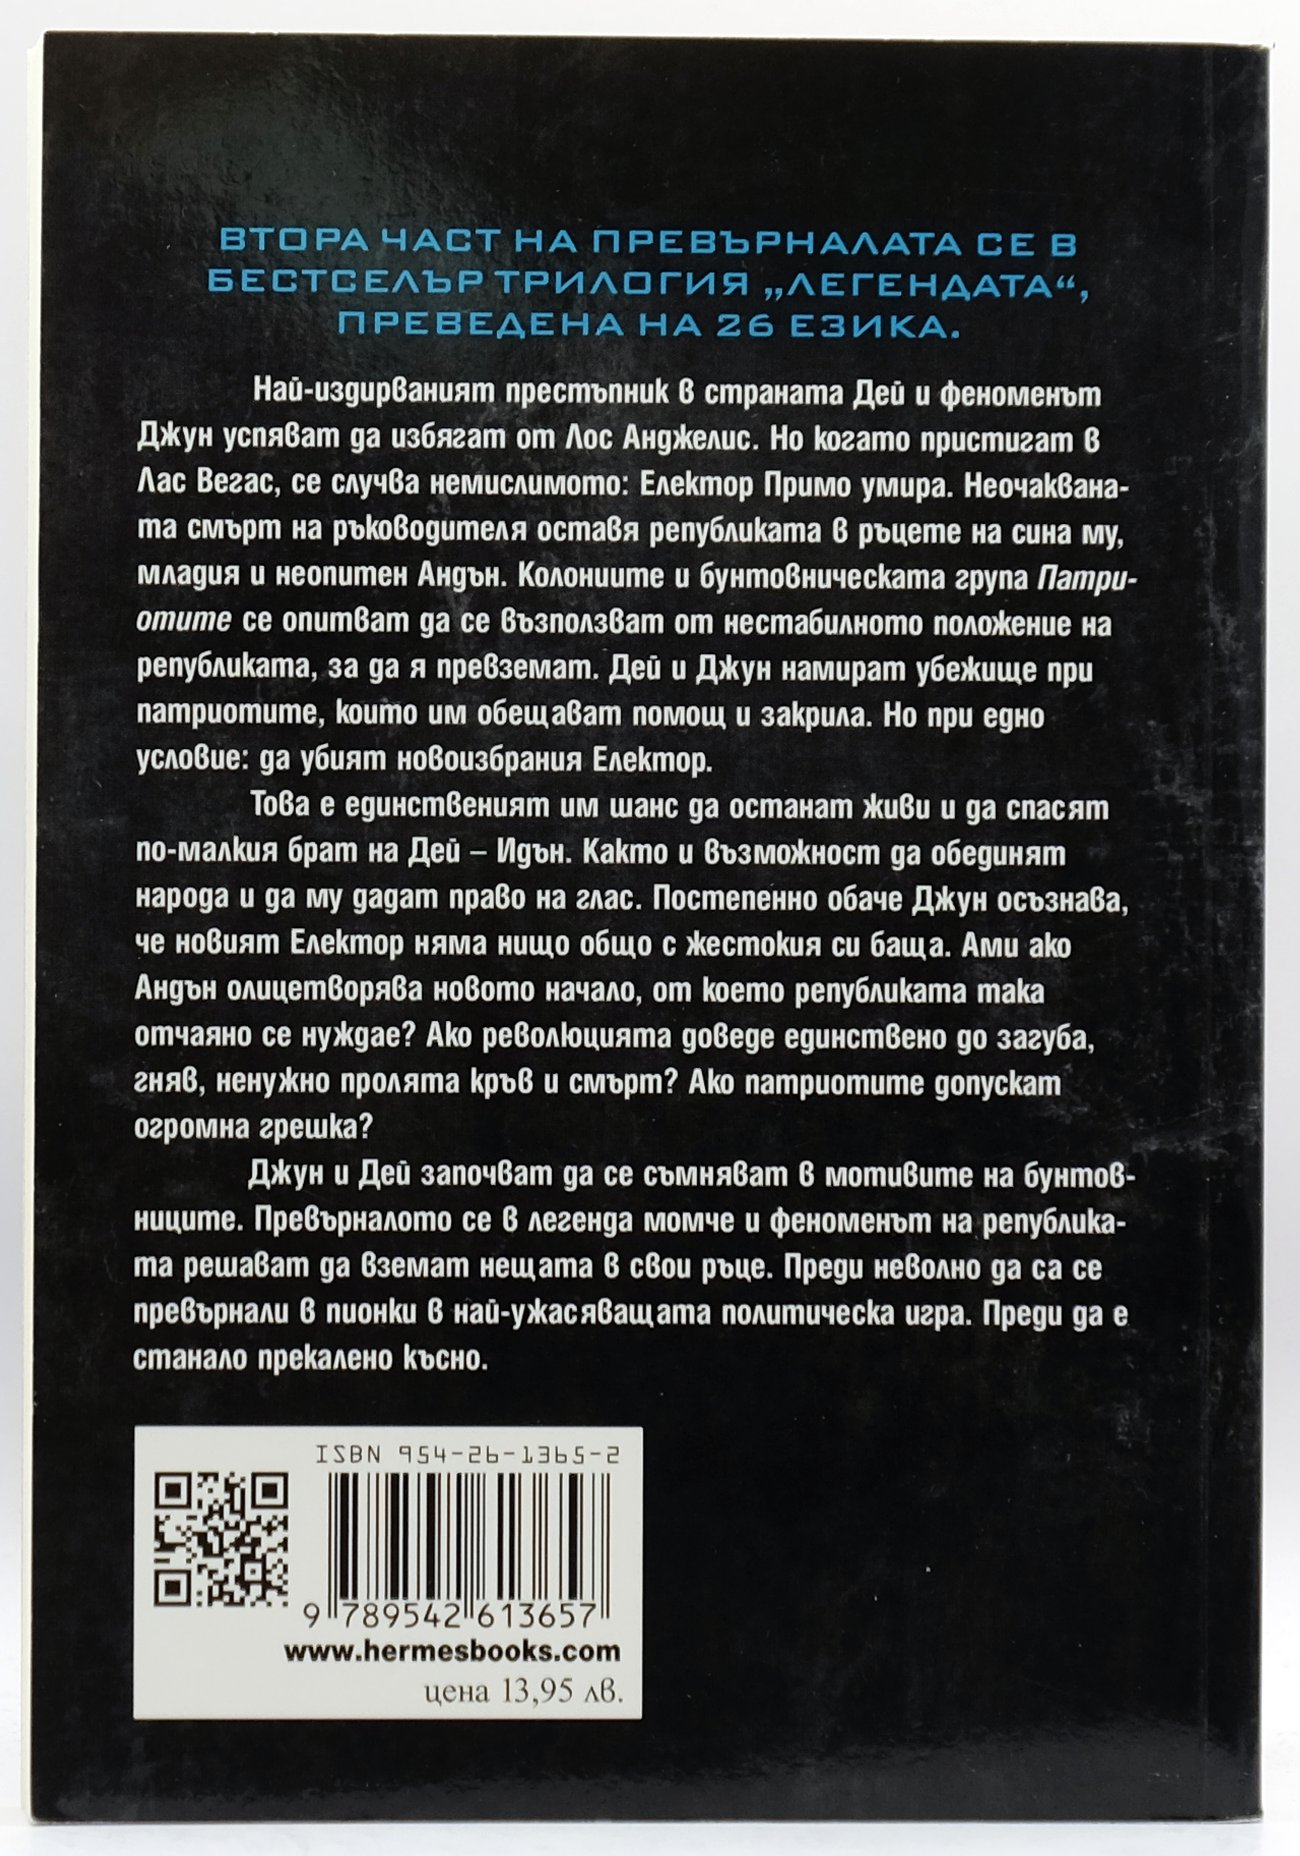 ВТОРА ЧАСТ НА ПРЕВЪРНАЛАТА СЕ В
БЕСТСЕЛЪР ТРИЛОГИЯ „ЛЕГЕНДАТА“,
ПРЕВЕДЕНА НА 26 ЕЗИКА.
Най-издирваният престъпник в страната Дей и феноменът
Джун успяват да избягат от Лос Анджелис. Но когато пристигат в
Лас Вегас, се случва немислимото: Електор Примо умира. Неочаквана-
та смърт на ръководителя оставя републиката в ръцете на сина му,
младия и неопитен Андън. Колониите и бунтовническата група Патри-
отите се опитват да се възползват от нестабилното положение на
републиката, за да я превземат. Дей и Джун намират убежище при
патриотите, които им обещават помощ и закрила. Но при едно
условие: да убият новоизбрания Електор.
Това е единственият им шанс да останат живи и да спасят
по-малкия брат на Дей – Идън. Както и възможност да обединят
народа и да му дадат право на глас. Постепенно обаче Джун осъзнава,
че новият Електор няма нищо общо с жестокия си баща. Ами ако
Андън олицетворява новото начало, от което републиката така
отчаяно се нуждае? Ако революцията доведе единствено до загуба,
гняв, ненужно пролята кръв и смърт? Ако патриотите допускат
огромна грешка?
Джун и Дей започват да се съмняват в мотивите на бунтов-
ниците. Превърналото се в легенда момче и феноменът на република-
та решават да вземат нещата в свои ръце. Преди неволно да са се
превърнали в пионки в най-ужасяващата политическа игра. Преди да е
станало прекалено късно.
ISBN 954-26-1365-2
9 789542 613657
www.hermesbooks.com
цена 13,95 лв.